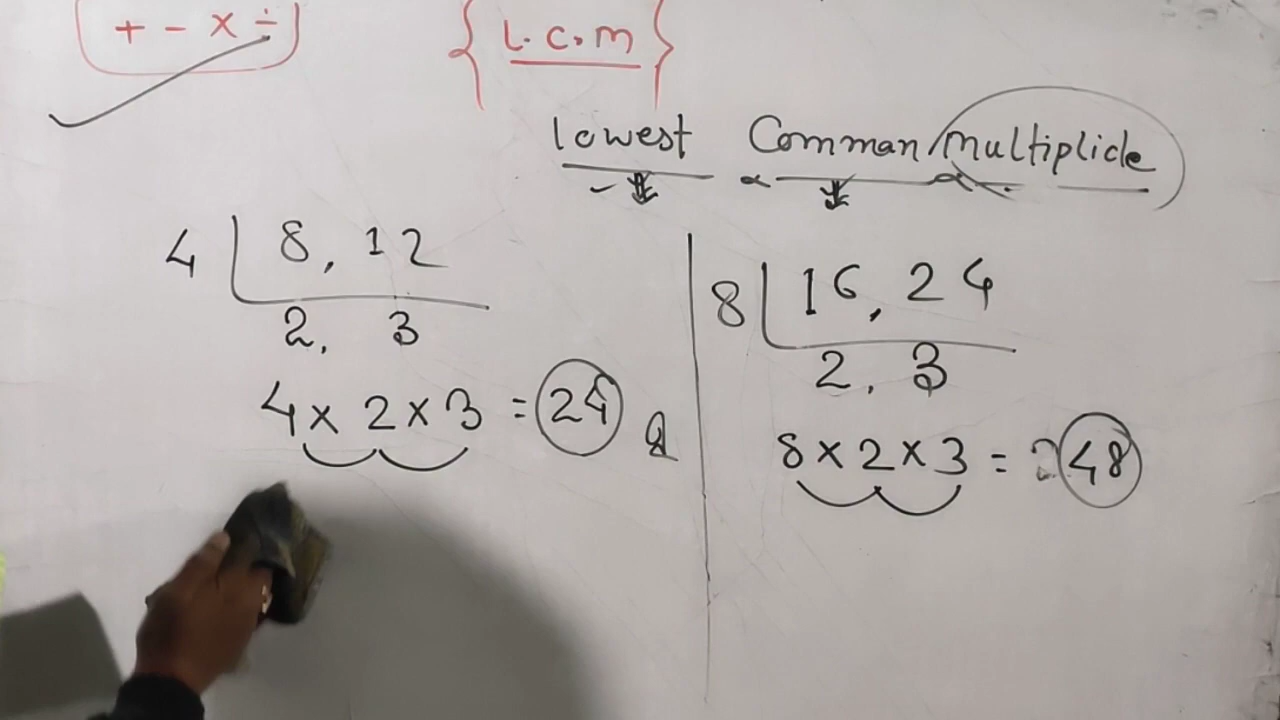 + - × ÷
{ L.C.M }
lowest Comman multiplicle
4 8, 12
2, 3
4 × 2 × 3 = 24
8 16, 24
2, 3
8 × 2 × 3 = 48